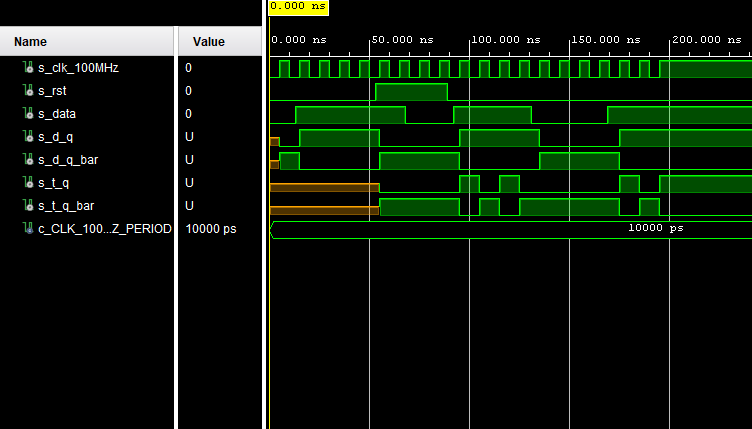 0.000 ns
Name Value
0.000 ns 50.000 ns 100.000 ns 150.000 ns 200.000 ns
s_clk_100MHz 0
s_rst 0
s_data 0
s_d_q U
s_d_q_bar U
s_t_q U
s_t_q_bar U
c_CLK_100...Z_PERIOD 10000 ps 10000 ps